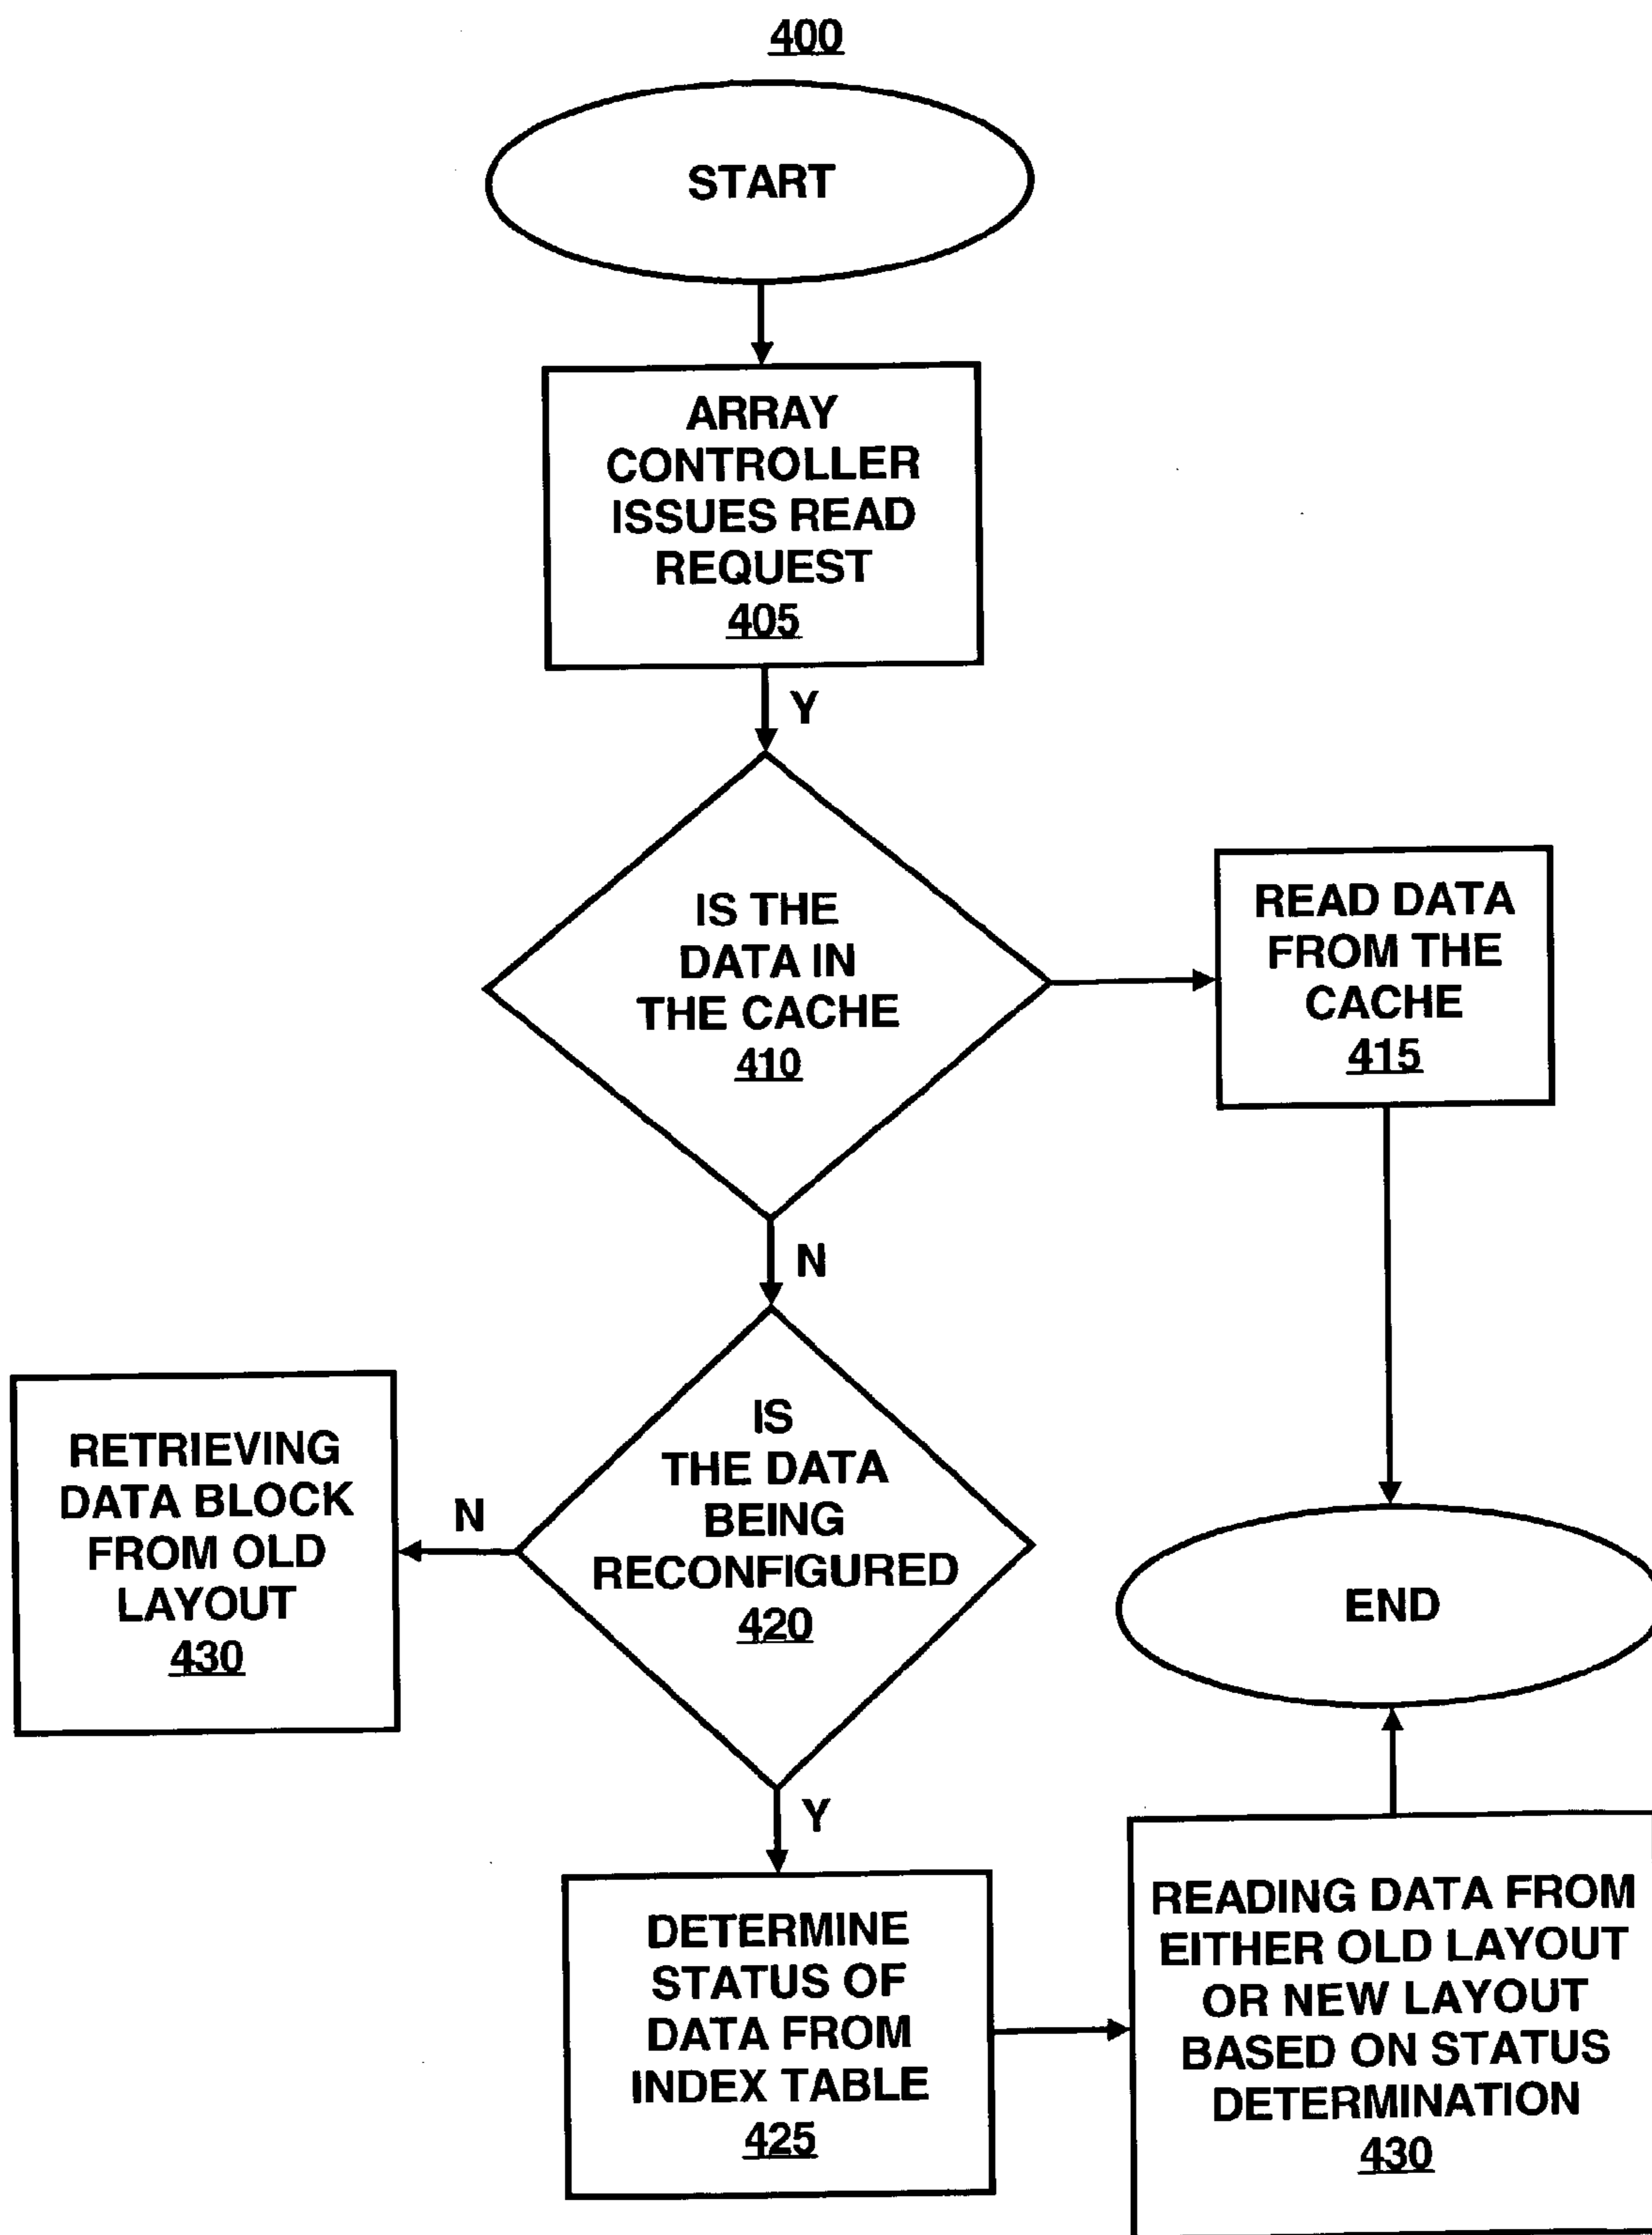 400
START
ARRAY
CONTROLLER
ISSUES READ
REQUEST
405
Y
IS THE
DATA IN
THE CACHE
410
READ DATA
FROM THE
CACHE
415
N
IS
THE DATA
BEING
RECONFIGURED
420
N
RETRIEVING
DATA BLOCK
FROM OLD
LAYOUT
430
END
Y
DETERMINE
STATUS OF
DATA FROM
INDEX TABLE
425
READING DATA FROM
EITHER OLD LAYOUT
OR NEW LAYOUT
BASED ON STATUS
DETERMINATION
430